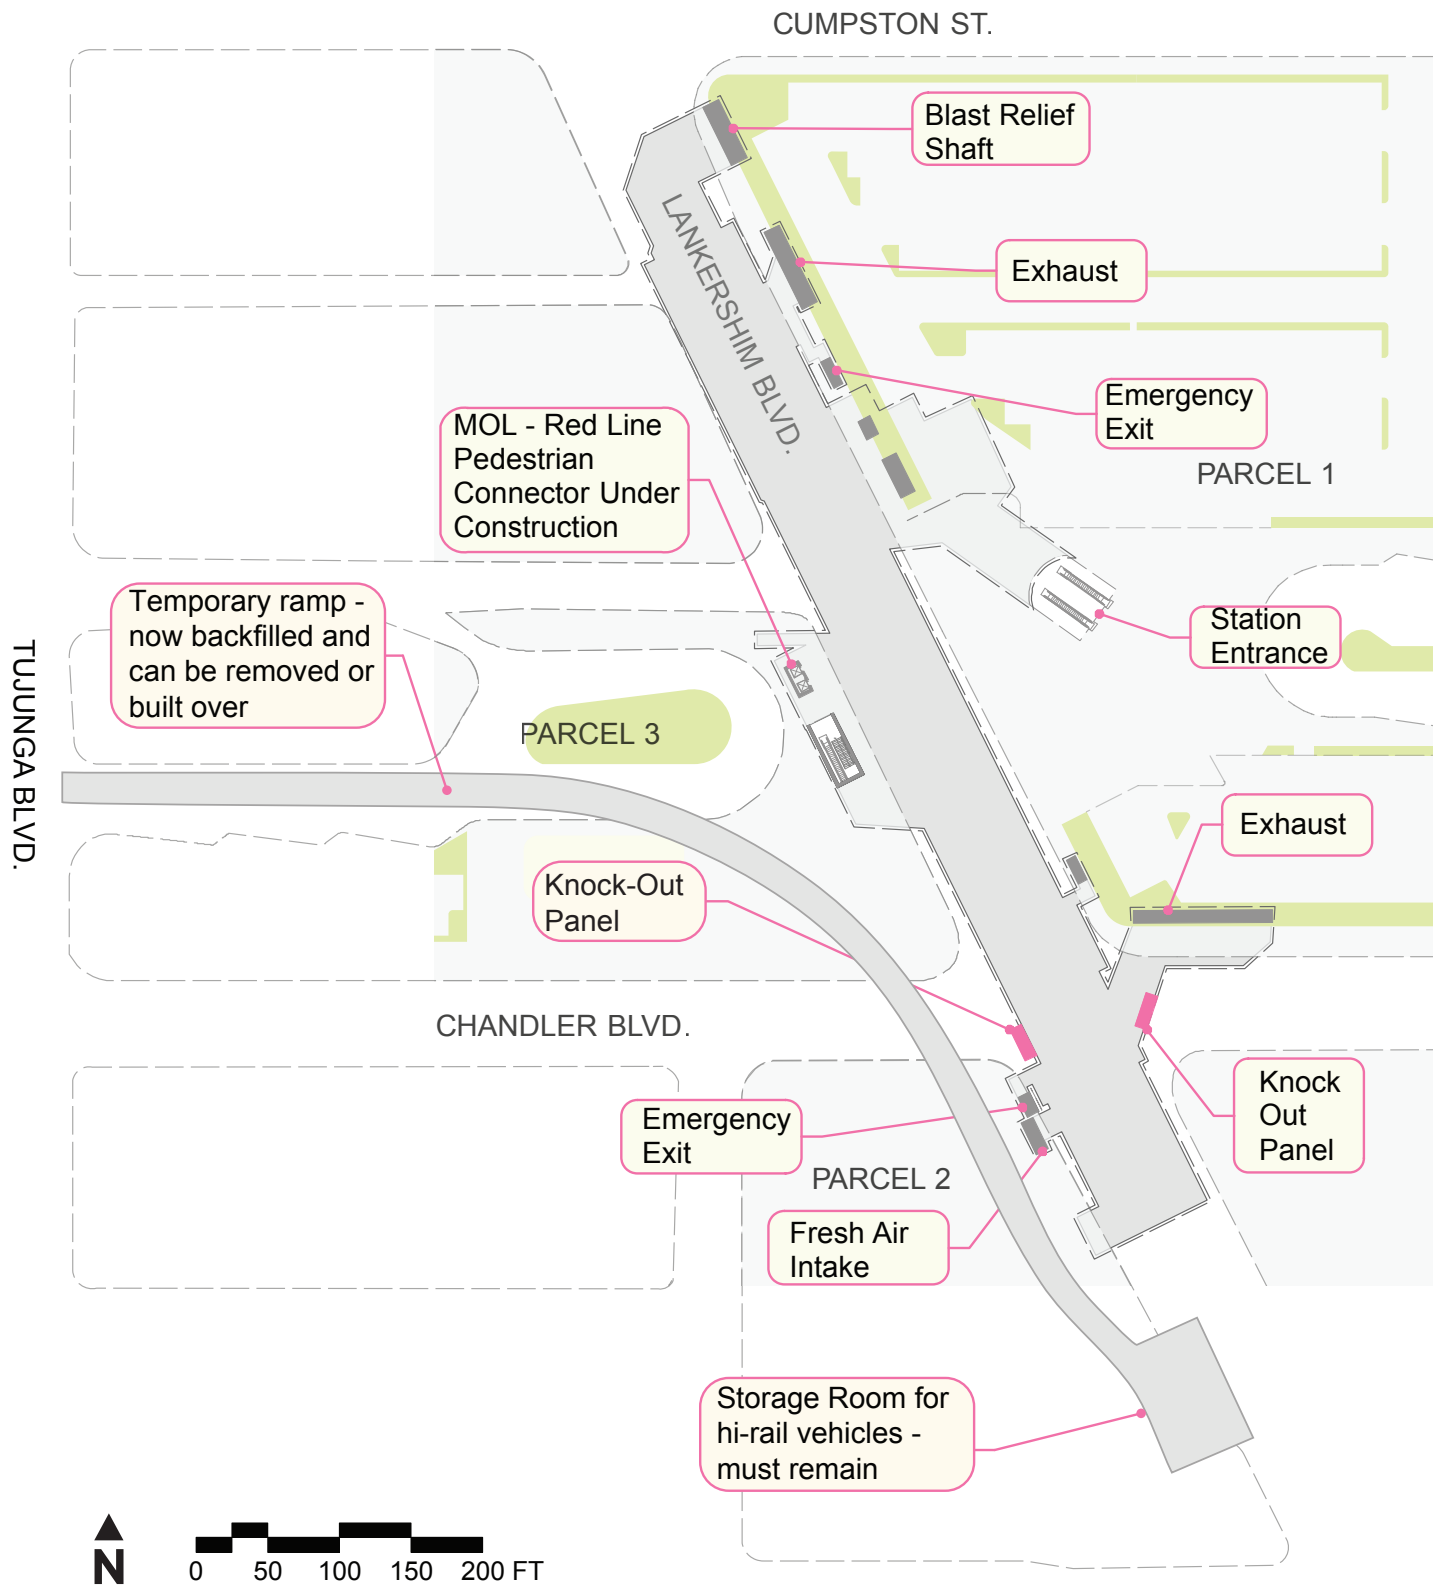 CUMPSTON ST.
Blast Relief
Shaft
LANKERSHIM BLVD.
Exhaust
Emergency
Exit
MOL - Red Line
Pedestrian
Connector Under
Construction
PARCEL 1
Temporary ramp -
now backfilled and
can be removed or
built over
Station
Entrance
TUJUNGA BLVD.
PARCEL 3
Exhaust
Knock-Out
Panel
CHANDLER BLVD.
Knock
Out
Panel
Emergency
Exit
PARCEL 2
Fresh Air
Intake
Storage Room for
hi-rail vehicles -
must remain
N
0 50 100 150 200 FT